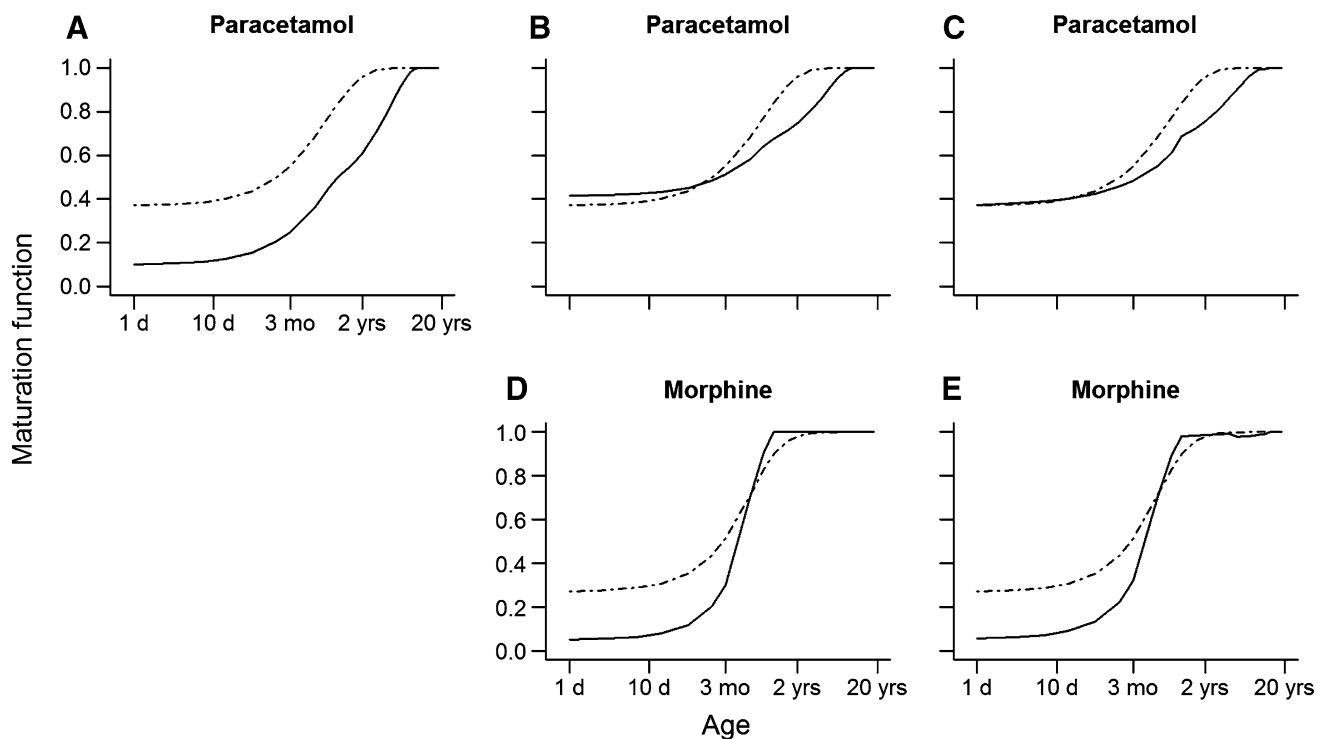 A Paracetamol
B Paracetamol
C Paracetamol
1.0
0.8
0.6
0.4
0.2
0.0
1 d 10 d 3 mo 2 yrs 20 yrs
Maturation function
D Morphine
E Morphine
1.0
0.8
0.6
0.4
0.2
0.0
1 d 10 d 3 mo 2 yrs 20 yrs
1 d 10 d 3 mo 2 yrs 20 yrs
Age